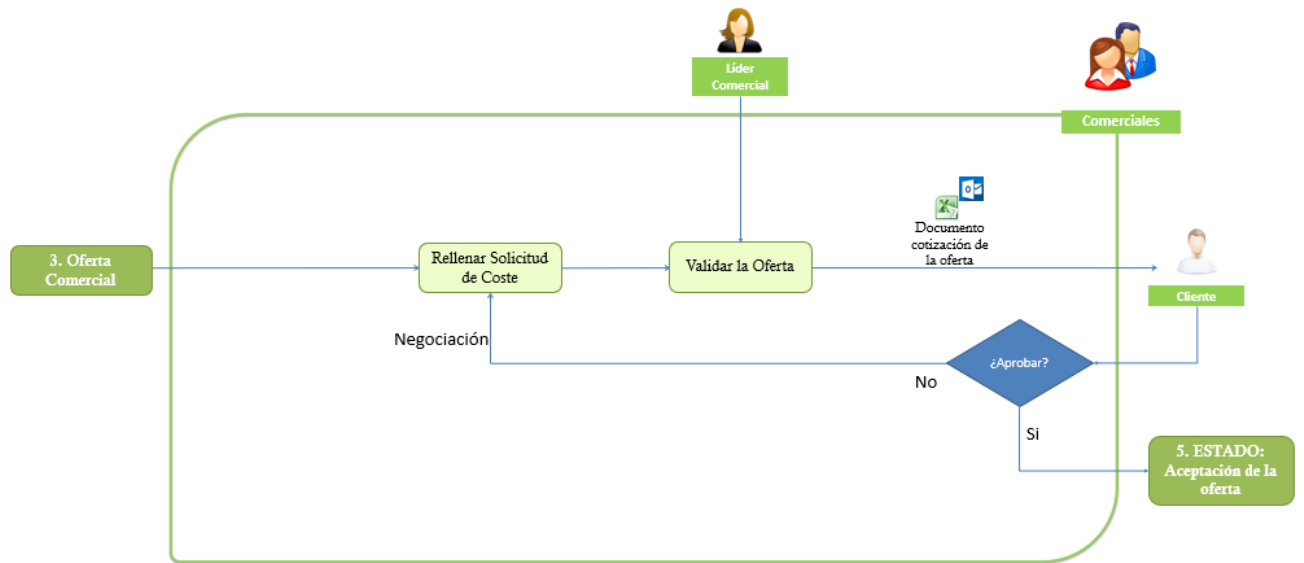 Líder
Comercial
Comerciales
Documento
cotización de
la oferta
3. Oferta
Comercial
Rellenar Solicitud
de Coste
Validar la Oferta
Cliente
Negociación
¿Aprobar?
No
Si
5. ESTADO:
Aceptación de la
oferta